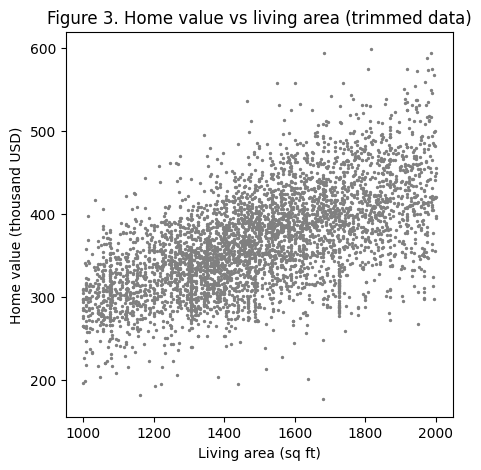 Figure 3. Home value vs living area (trimmed data)
600
500
400
300
200
Home value (thousand USD)
1000 1200 1400 1600 1800 2000
Living area (sq ft)